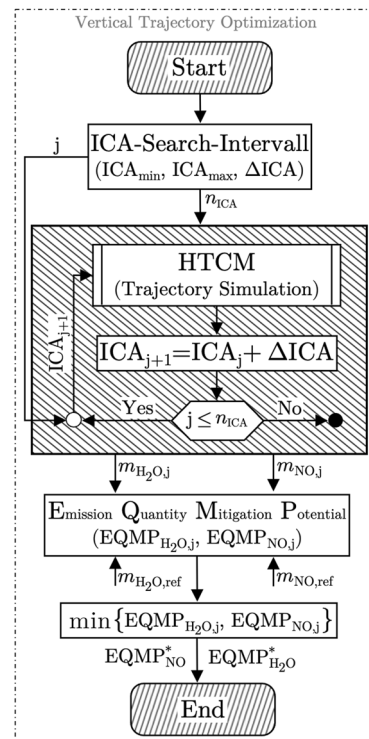 Vertical Trajectory Optimization
Start
j
ICA-Search-Intervall
(ICA_min, ICA_max, ΔICA)
n_ICA
HTCM
(Trajectory Simulation)
ICA_j+1
ICA_j+1=ICA_j+ ΔICA
Yes
j ≤ n_ICA
No
m_H₂O,j
m_NO,j
Emission Quantity Mitigation Potential
(EQMP_H₂O,j, EQMP_NO,j)
m_H₂O,ref
m_NO,ref
min{EQMP_H₂O,j, EQMP_NO,j}
EQMP*_NO
EQMP*_H₂O
End